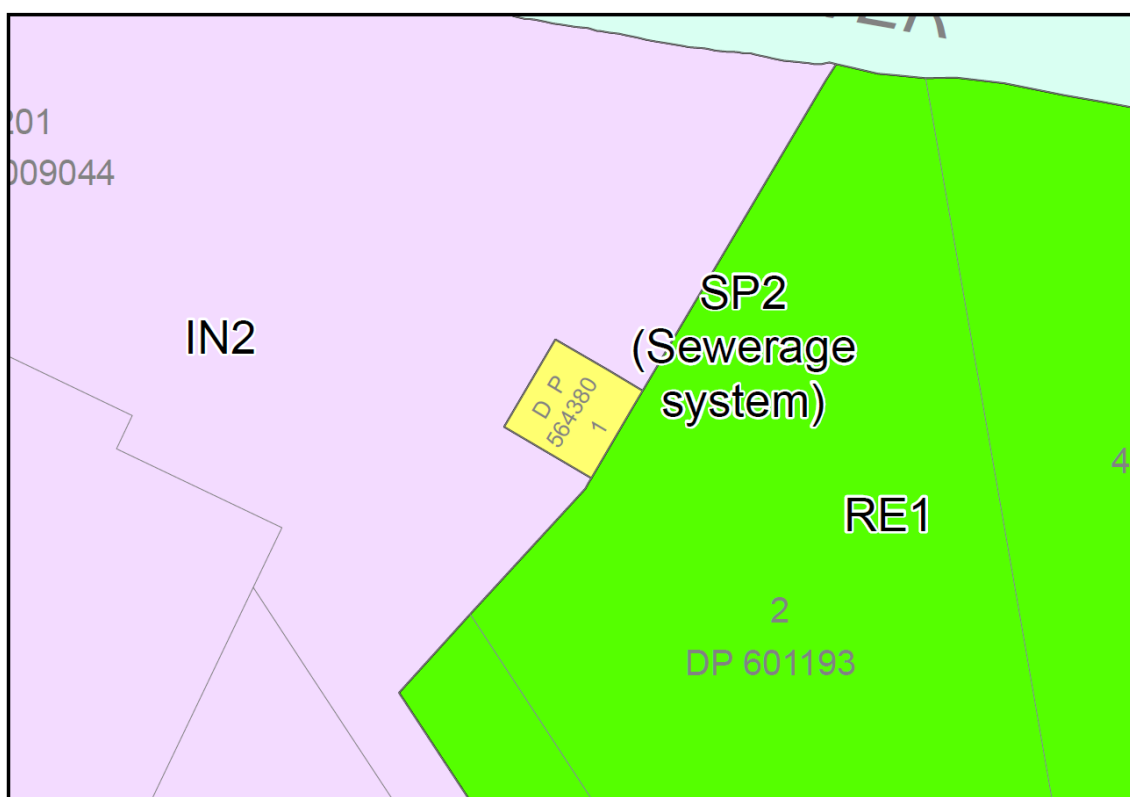 201
009044
IN2
SP2
(Sewerage
system)
D P
564380
1
RE1
4
2
DP 601193